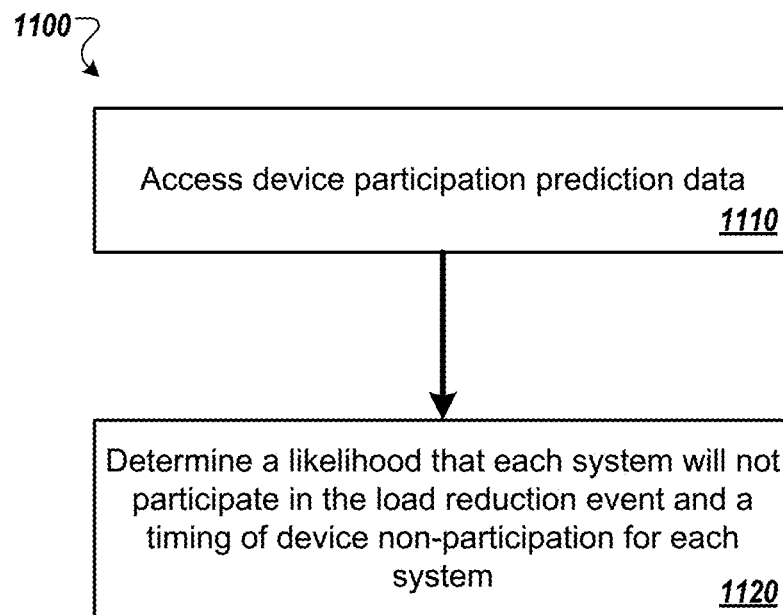 1100
Access device participation prediction data
1110
Determine a likelihood that each system will not
participate in the load reduction event and a
timing of device non-participation for each
system
1120